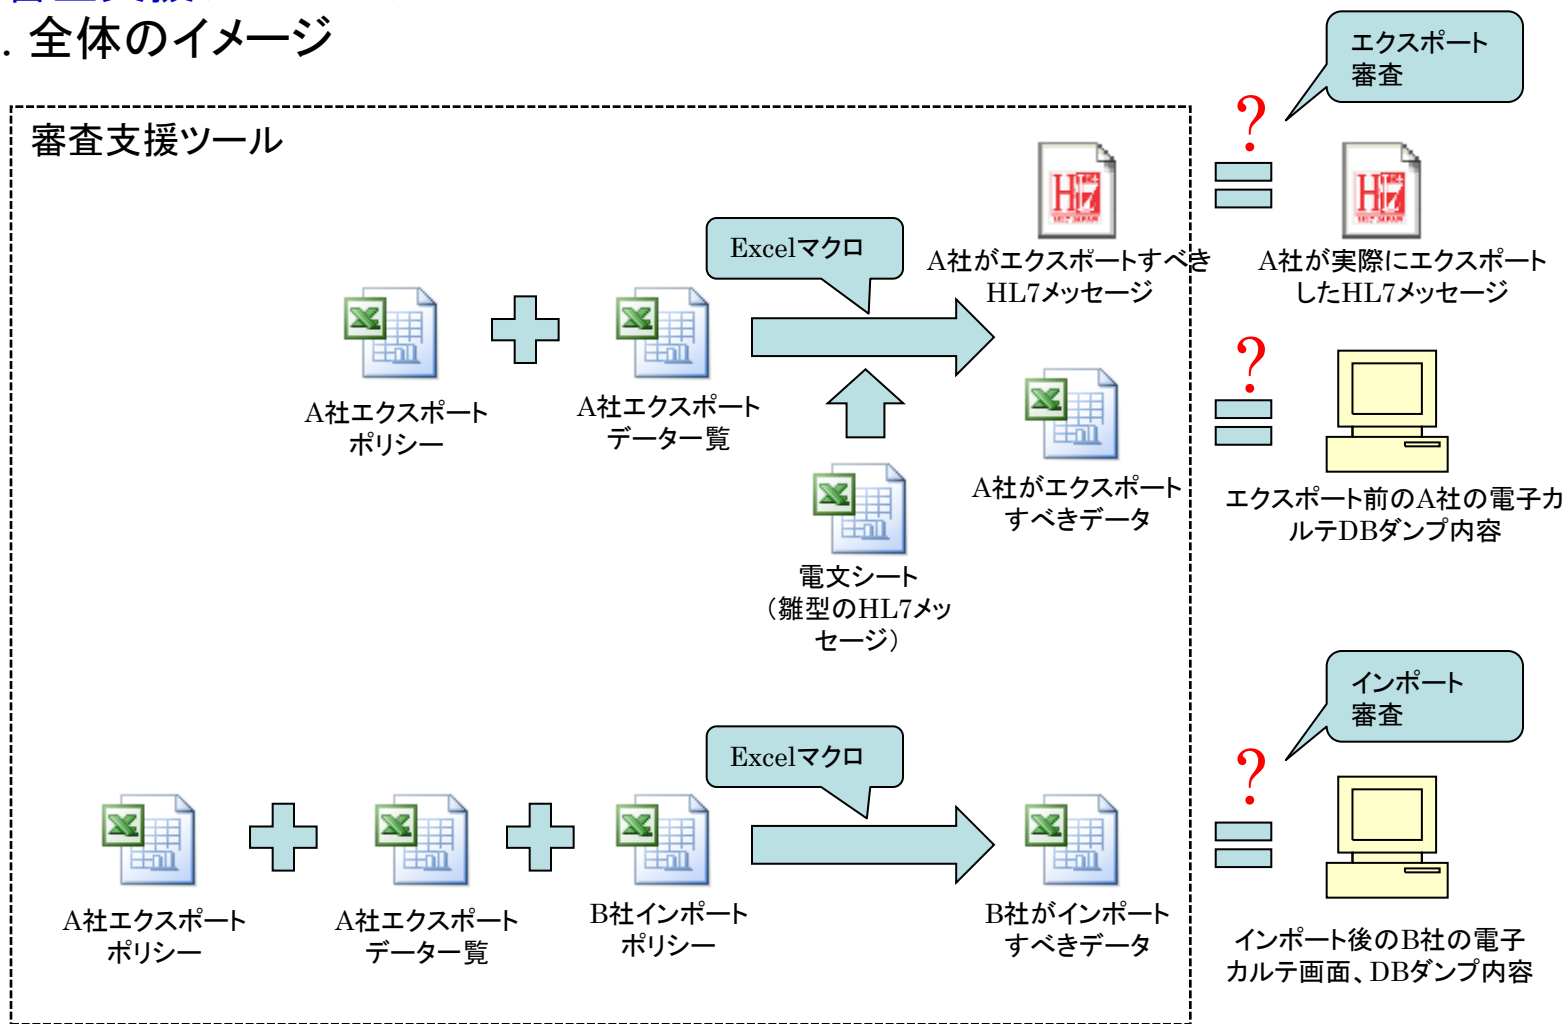 . 全体のイメージ
エクスポート
審査
審査支援ツール
?
Excelマクロ
A社がエクスポートすべき
HL7メッセージ
A社が実際にエクスポート
したHL7メッセージ
?
A社エクスポート
ポリシー
A社エクスポート
データ一覧
A社がエクスポート
すべきデータ
エクスポート前のA社の電子カ
ルテDBダンプ内容
電文シート
（雛型のHL7メッ
セージ）
インポート
審査
Excelマクロ
?
A社エクスポート
ポリシー
A社エクスポート
データ一覧
B社インポート
ポリシー
B社がインポート
すべきデータ
インポート後のB社の電子
カルテ画面、DBダンプ内容